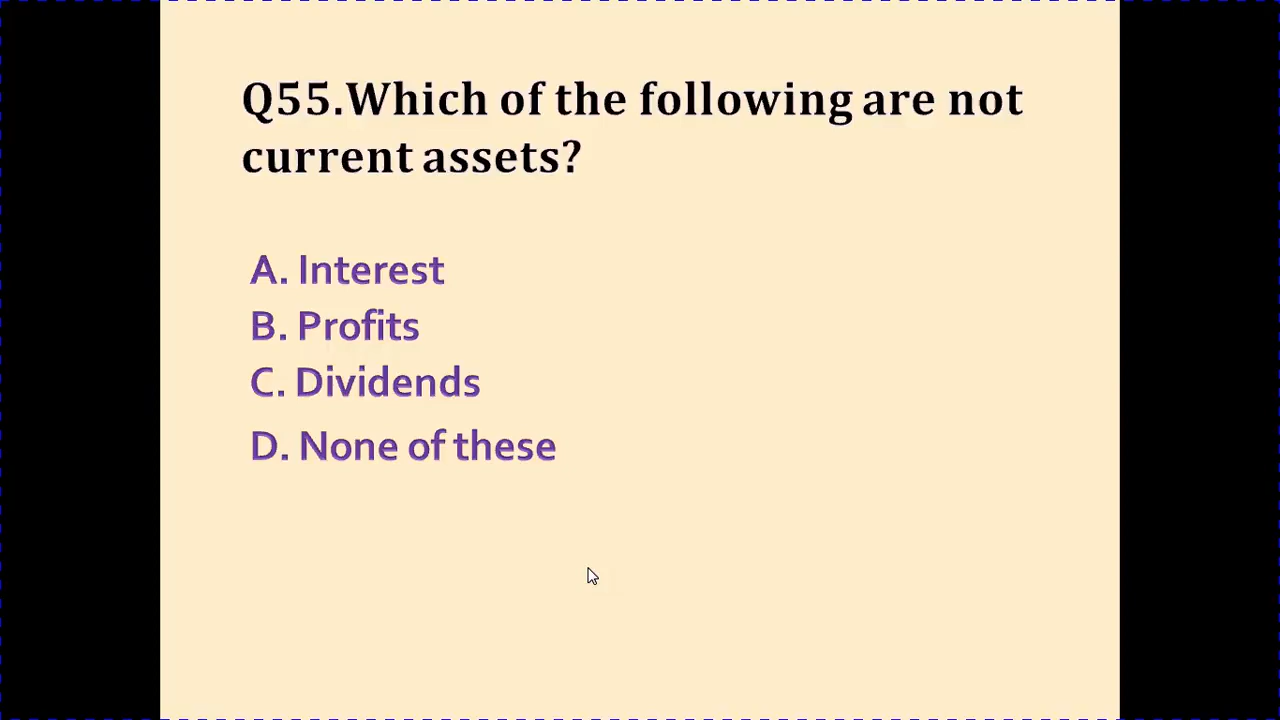 Q55.Which of the following are not
current assets?
A. Interest
B. Profits
C. Dividends
D. None of these